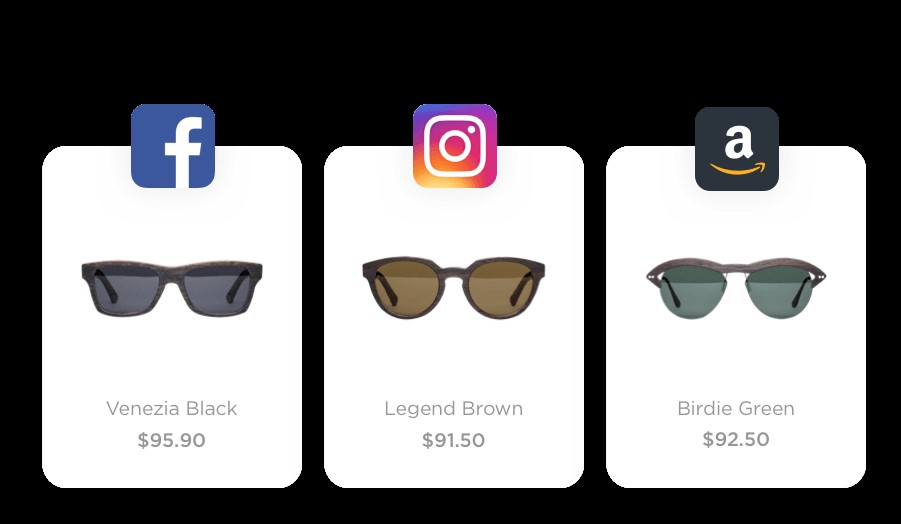 f
a
Venezia Black
$95.90
Legend Brown
$91.50
Birdie Green
$92.50